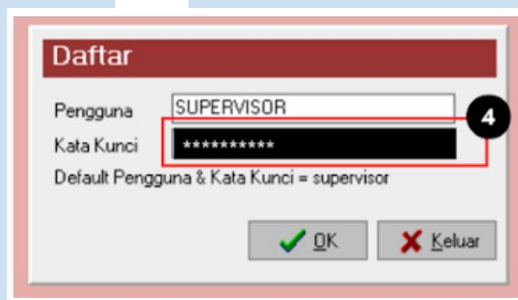 Daftar
Pengguna SUPERVISOR
4
Kata Kunci **********
Default Pengguna & Kata Kunci = supervisor
OK Keluar